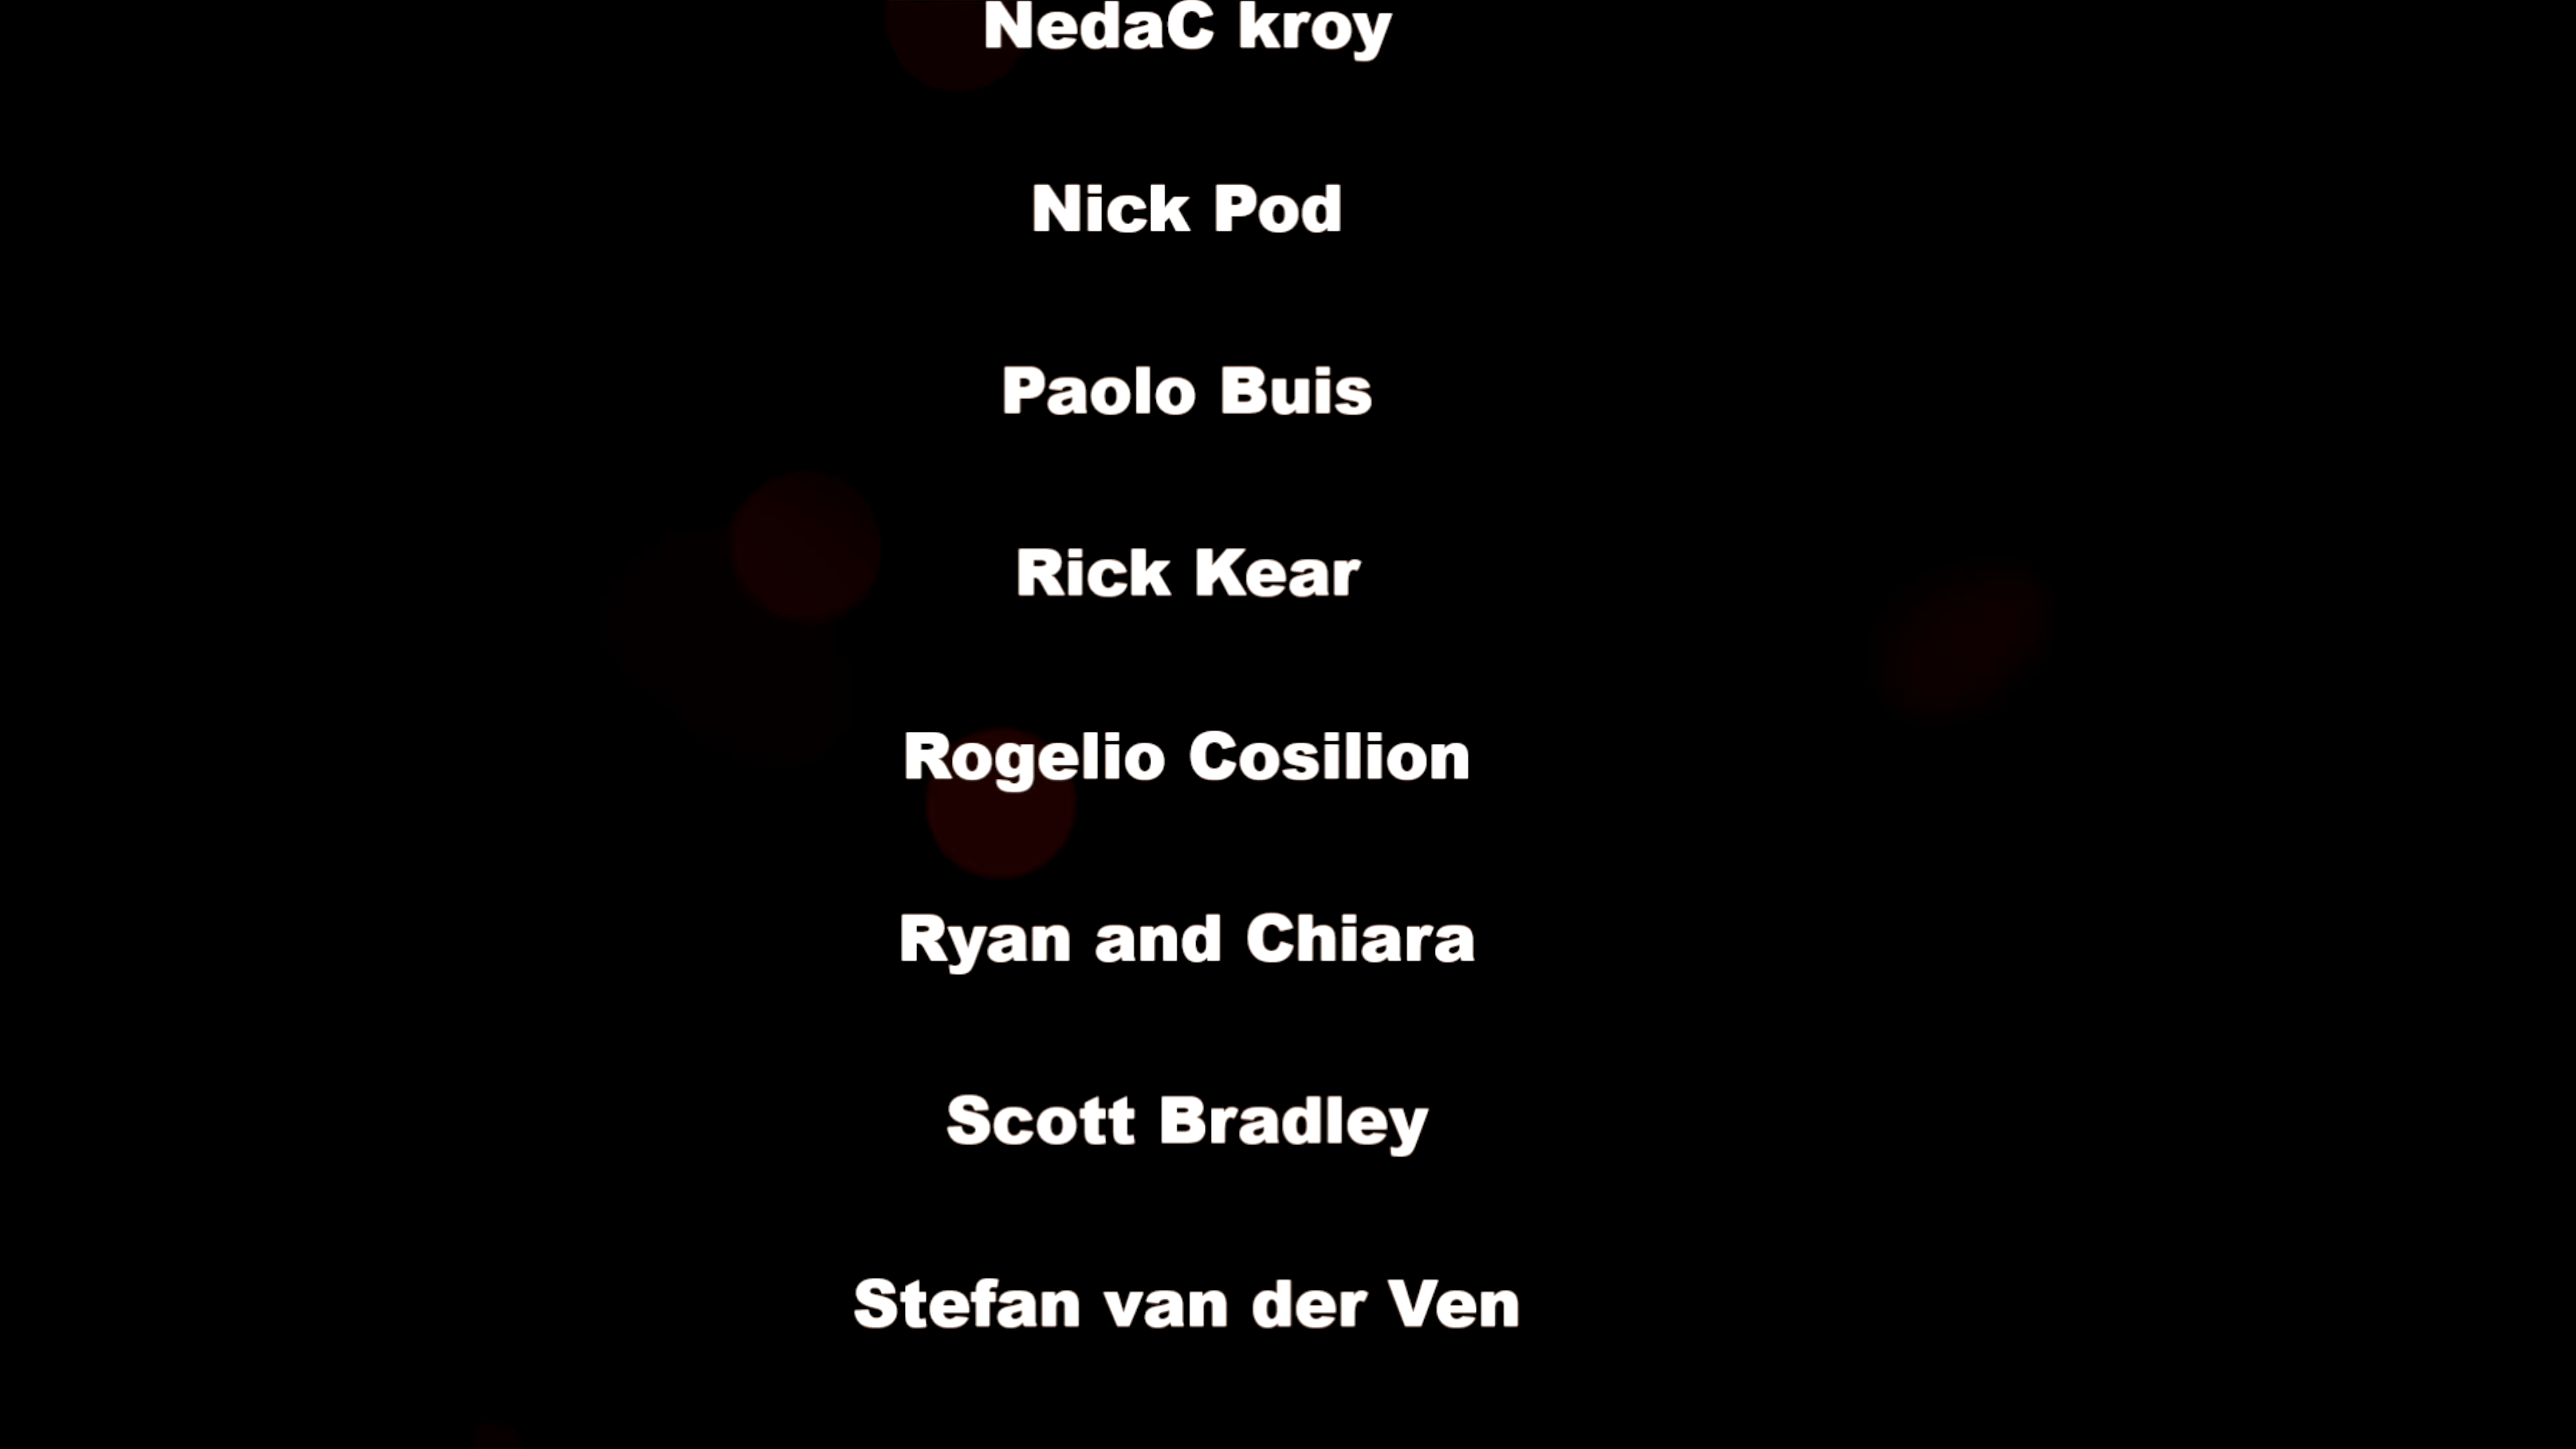 NedaC kroy
Nick Pod
Paolo Buis
Rick Kear
Rogelio Cosilion
Ryan and Chiara
Scott Bradley
Stefan van der Ven